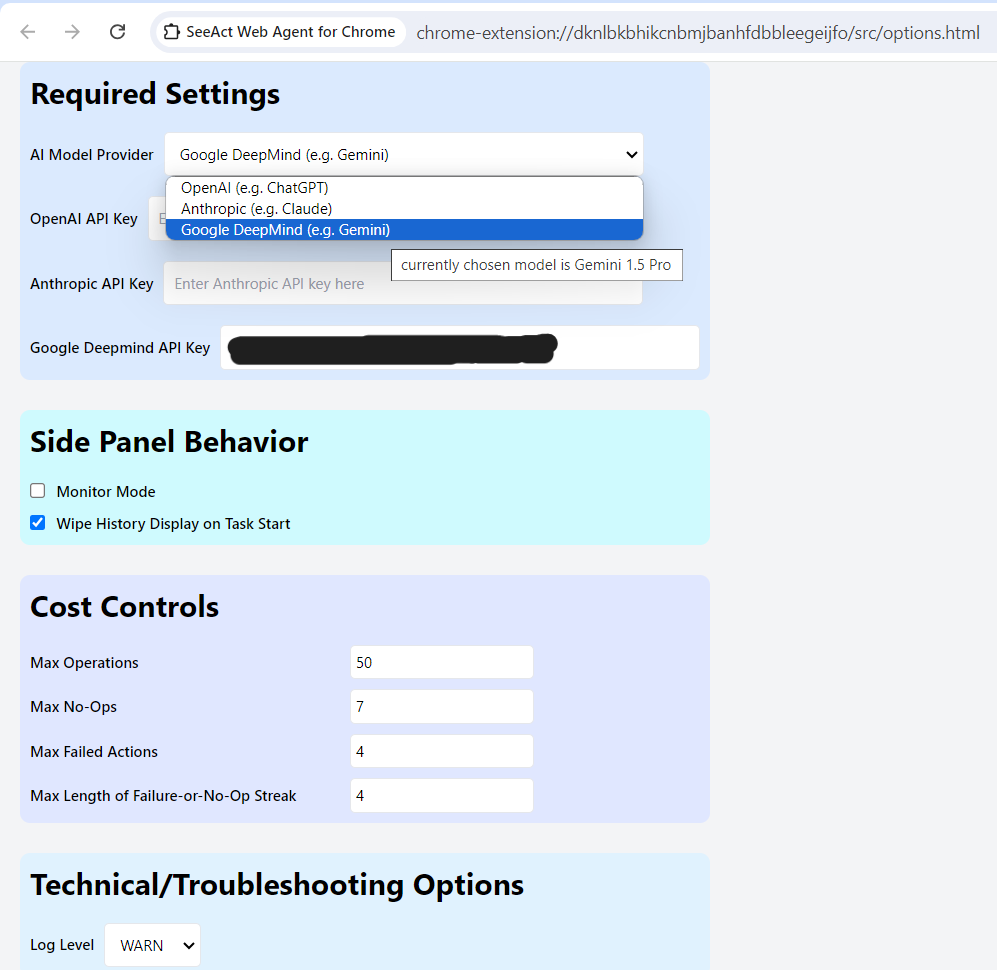 SeeAct Web Agent for Chrome chrome-extension://dknlbkbhikcnbmjbanhfdbbleegeijfo/src/options.html
Required Settings
AI Model Provider Google DeepMind (e.g. Gemini)
OpenAI (e.g. ChatGPT)
Anthropic (e.g. Claude)
OpenAI API Key
Google DeepMind (e.g. Gemini)
currently chosen model is Gemini 1.5 Pro
Anthropic API Key Enter Anthropic API key here
Google Deepmind API Key
Side Panel Behavior
Monitor Mode
Wipe History Display on Task Start
Cost Controls
Max Operations 50
Max No-Ops 7
Max Failed Actions 4
Max Length of Failure-or-No-Op Streak 4
Technical/Troubleshooting Options
Log Level WARN